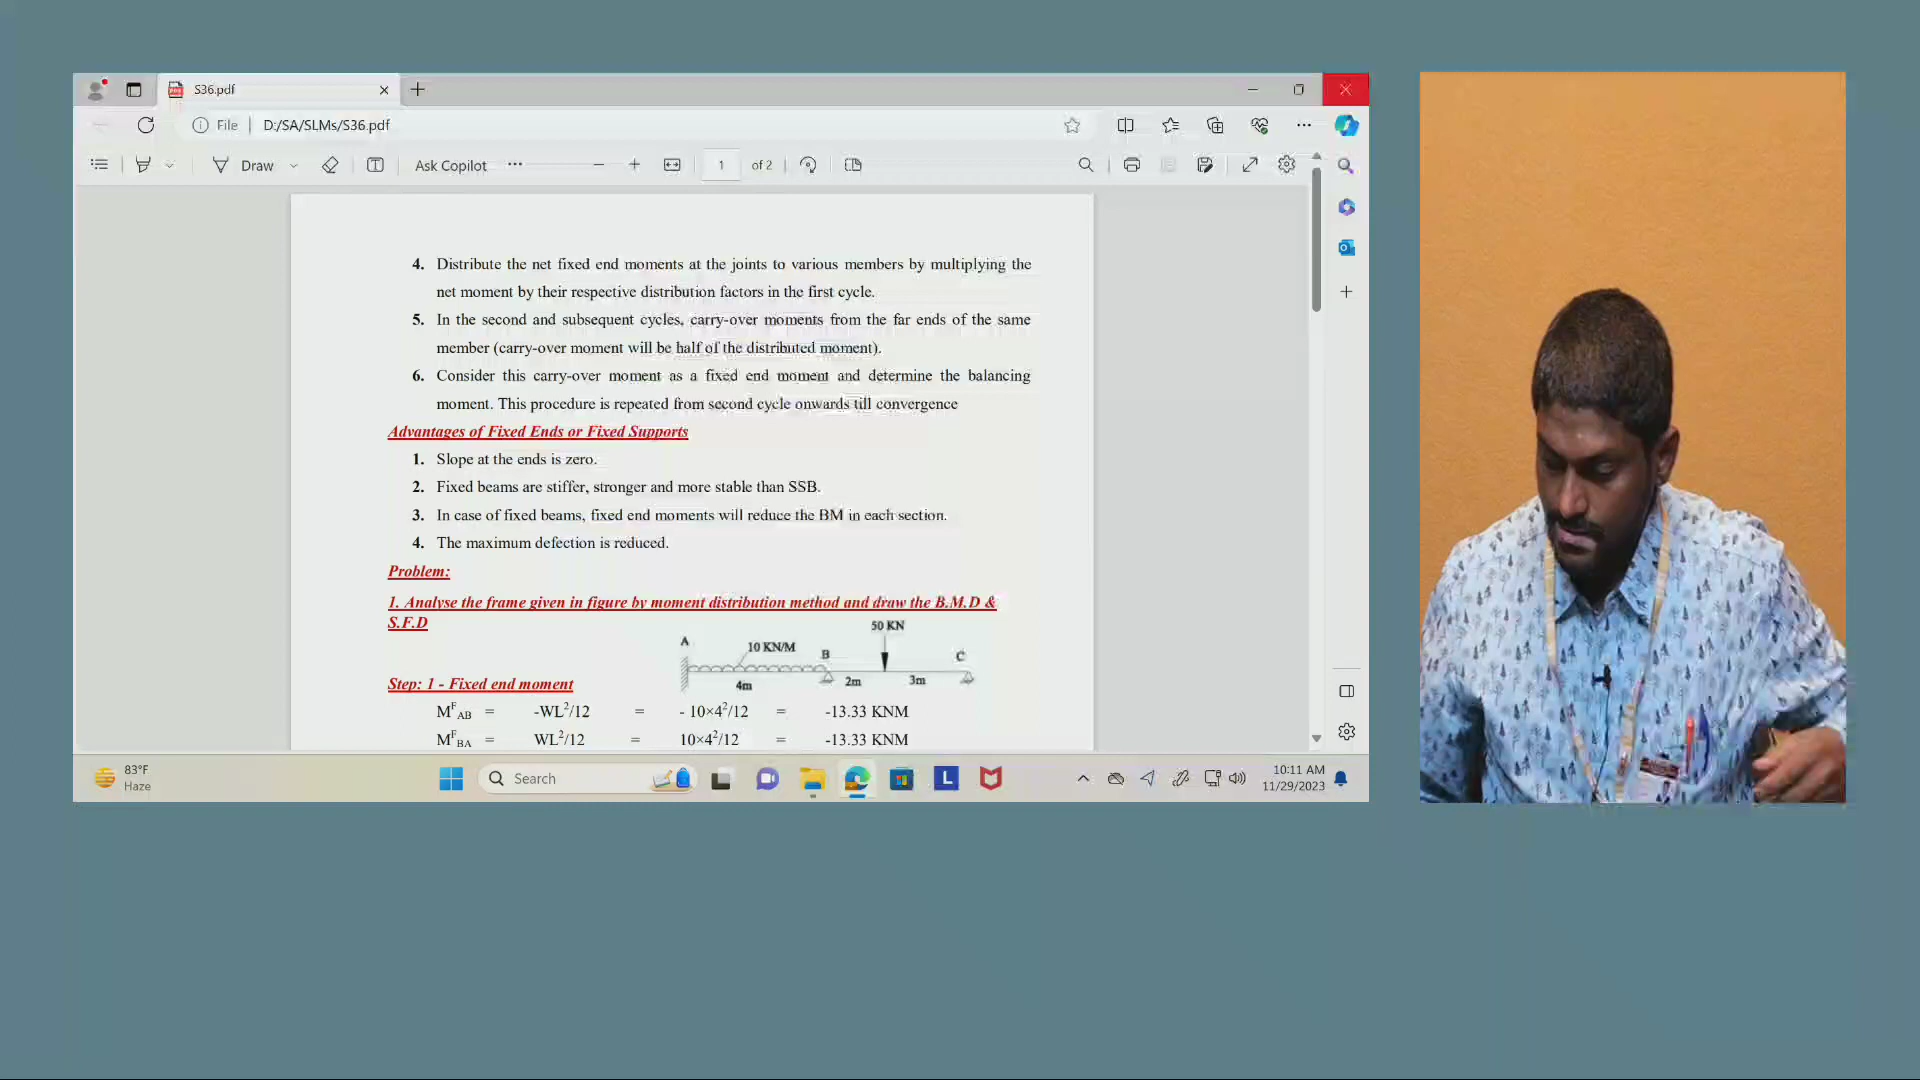 S36.pdf
File D:/SA/SLMs/S36.pdf
Draw Ask Copilot 1 of 2
4. Distribute the net fixed end moments at the joints to various members by multiplying the
net moment by their respective distribution factors in the first cycle.
5. In the second and subsequent cycles, carry-over moments from the far ends of the same
member (carry-over moment will be half of the distributed moment).
6. Consider this carry-over moment as a fixed end moment and determine the balancing
moment. This procedure is repeated from second cycle onwards till convergence
Advantages of Fixed Ends or Fixed Supports
1. Slope at the ends is zero.
2. Fixed beams are stiffer, stronger and more stable than SSB.
3. In case of fixed beams, fixed end moments will reduce the BM in each section.
4. The maximum defection is reduced.
Problem:
1. Analyse the frame given in figure by moment distribution method and draw the B.M.D &
S.F.D
50 KN
A 10 KN/M B C
4m 2m 3m
Step: 1 - Fixed end moment
M^F_AB = -WL²/12 = - 10×4²/12 = -13.33 KNM
M^F_BA = WL²/12 = 10×4²/12 = -13.33 KNM
83°F
Haze
Search
L
10:11 AM
11/29/2023